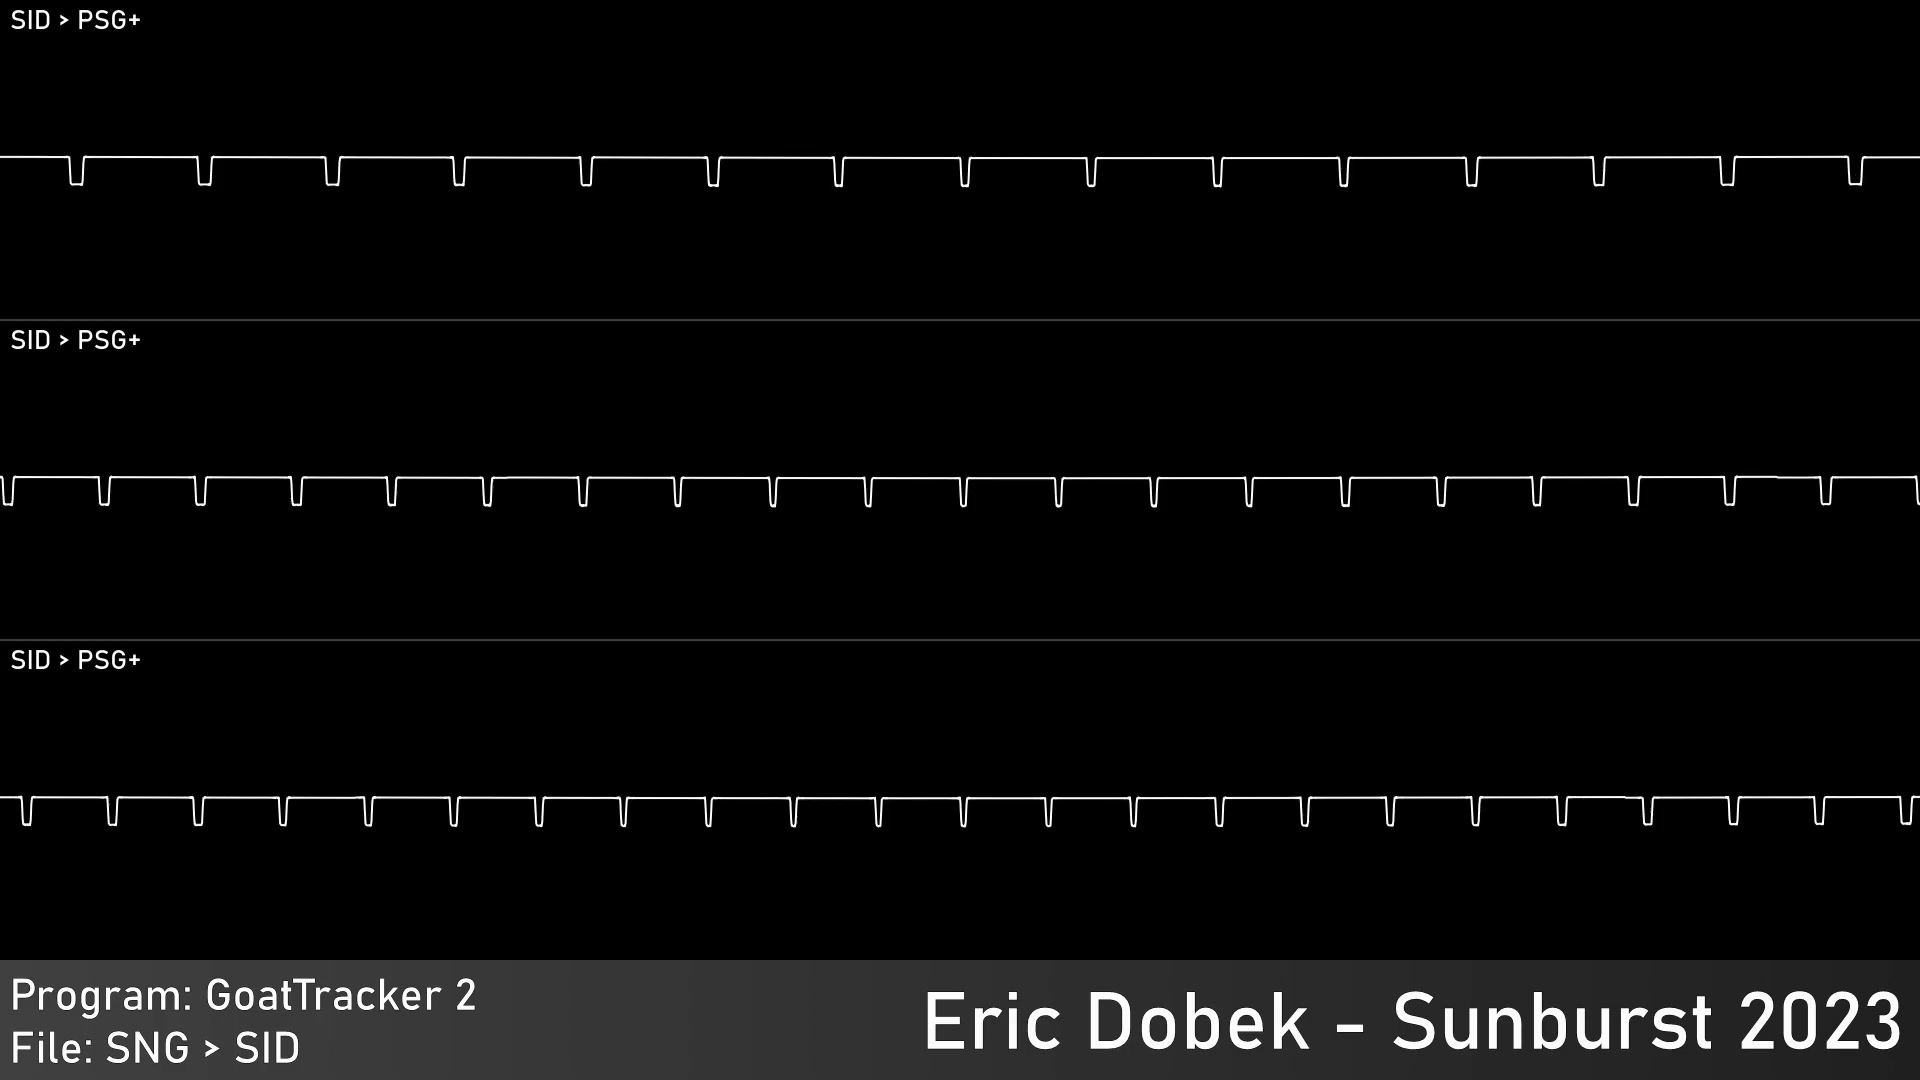 SID > PSG+
SID > PSG+
SID > PSG+
Program: GoatTracker 2
File: SNG > SID
Eric Dobek - Sunburst 2023